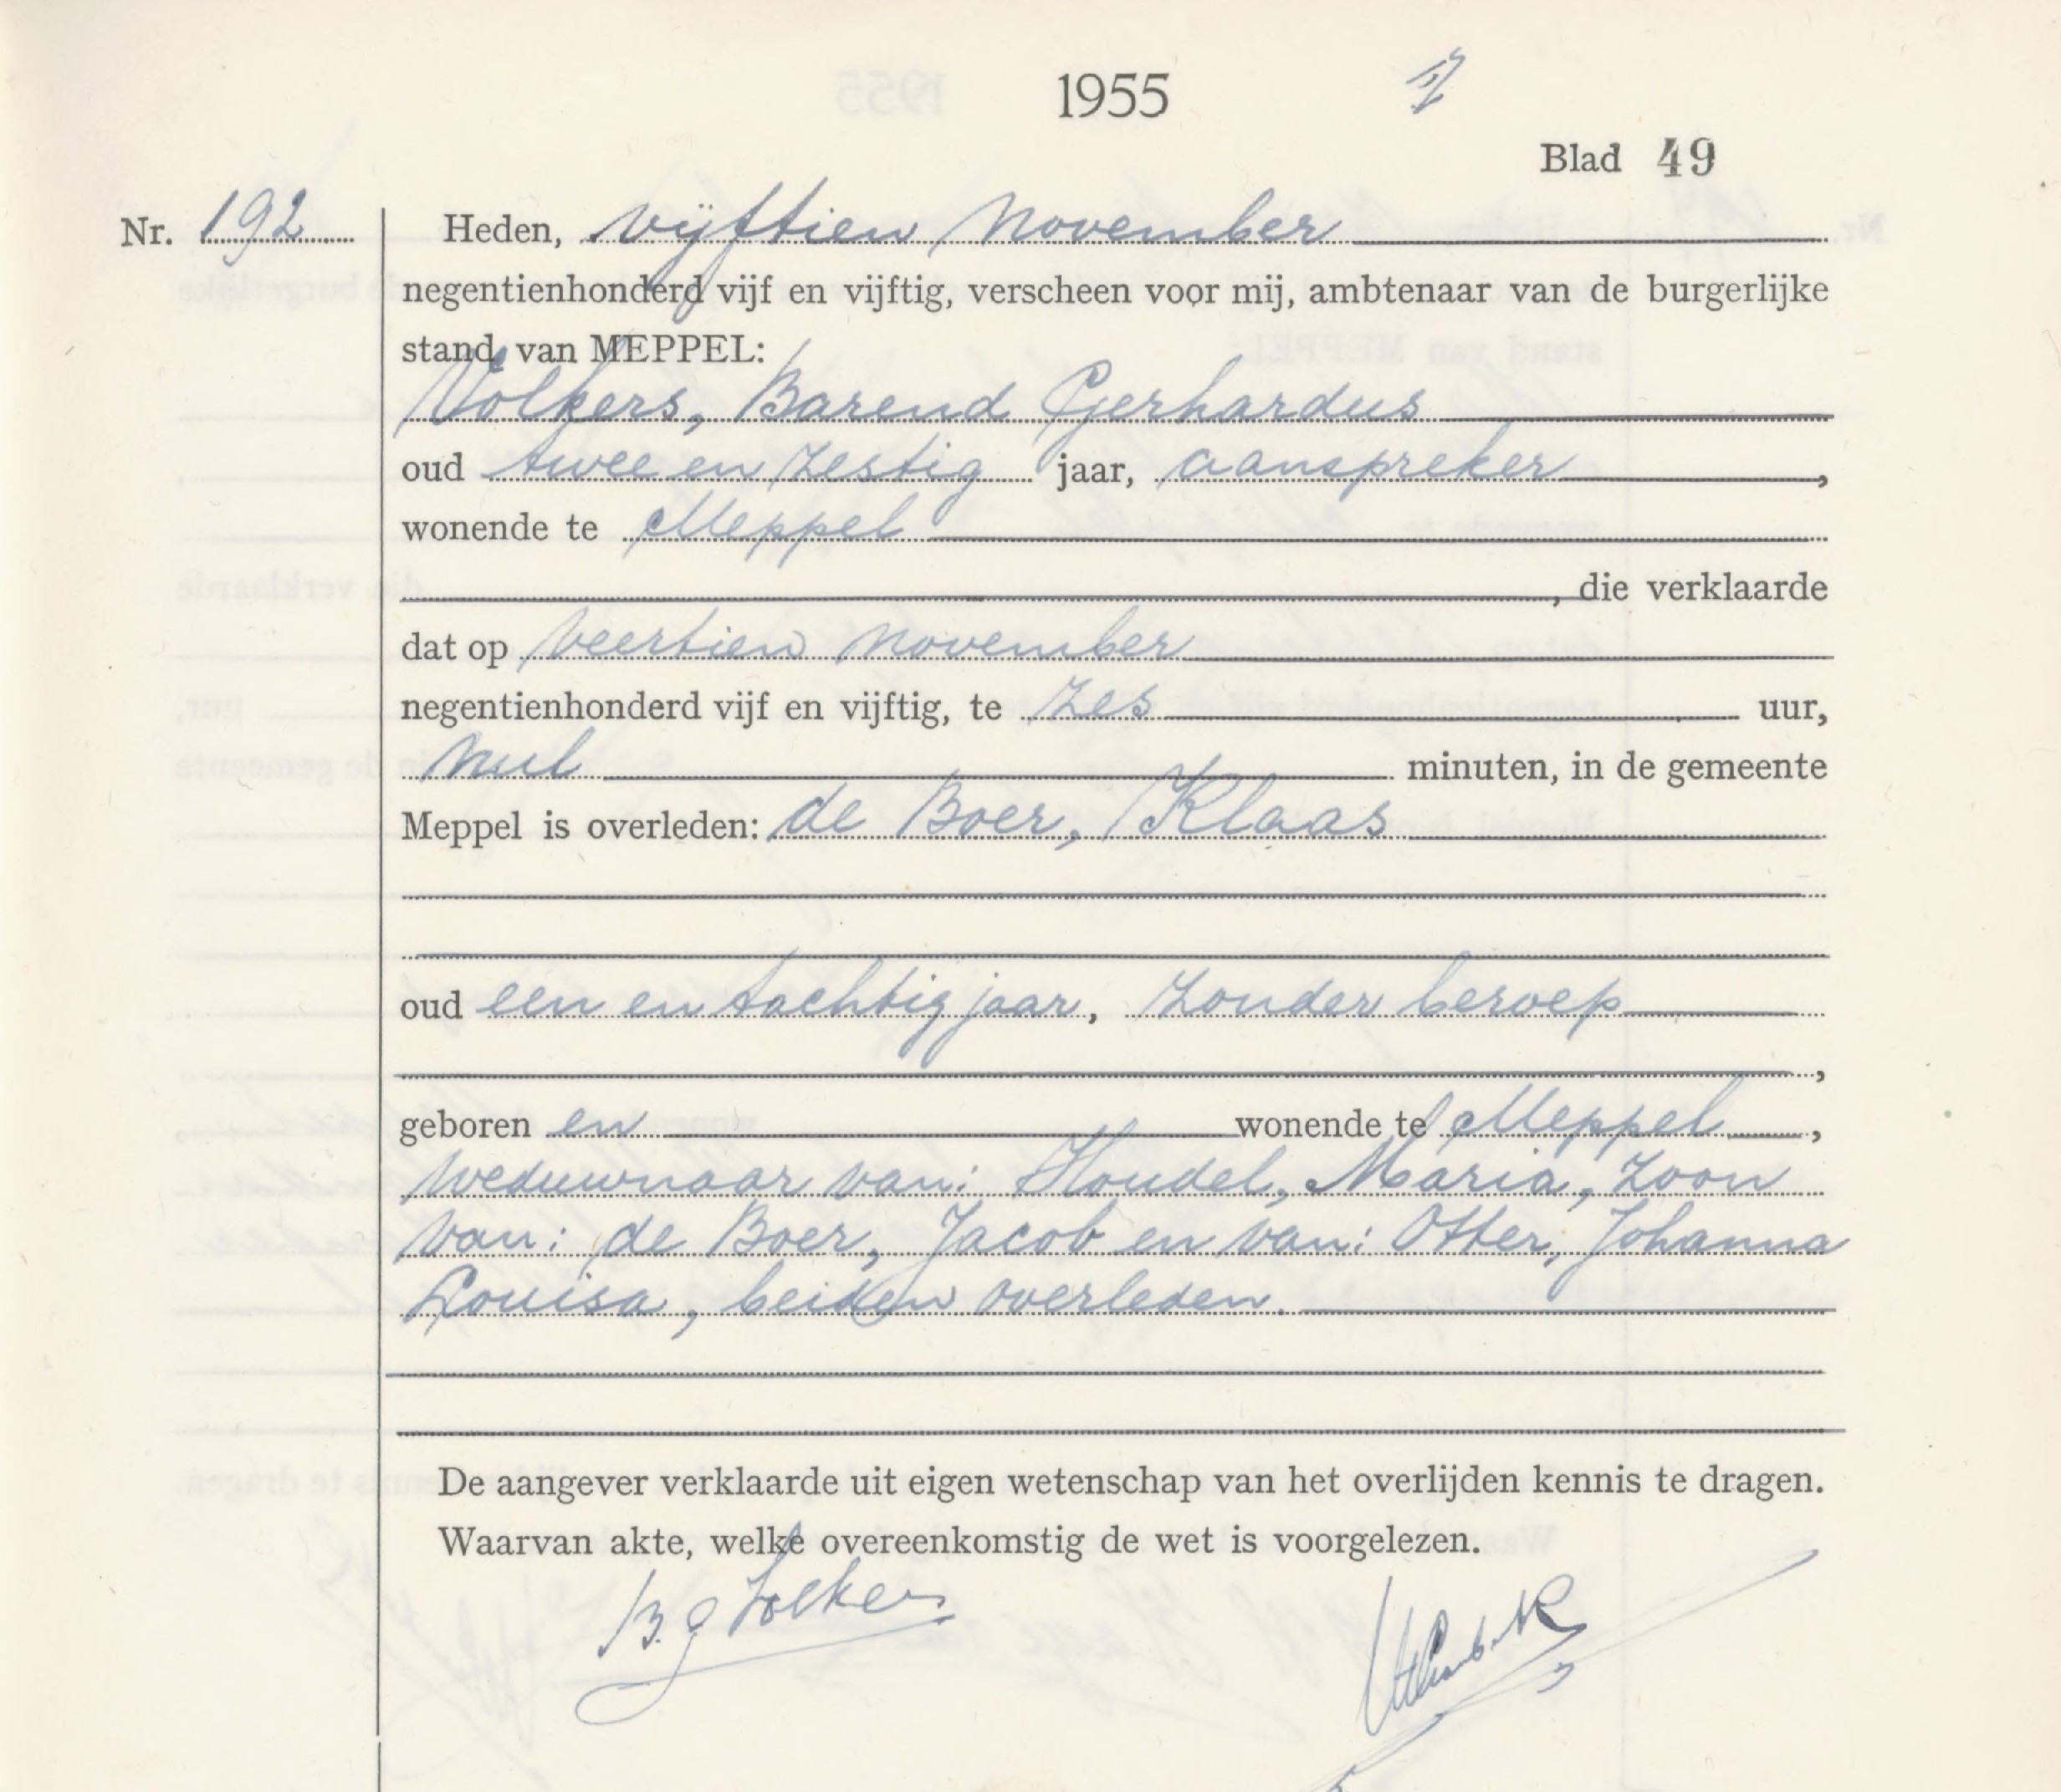 1955
Blad 49
Nr. 192
Heden, vijftien November
negentienhonderd vijf en vijftig, verscheen voor mij, ambtenaar van de burgerlijke
stand van MEPPEL:
Volkers, Barend Gerhardus
oud twee en zestig jaar, aanspreker,
wonende te Meppel
, die verklaarde
dat op veertien November
negentienhonderd vijf en vijftig, te zes uur,
nul minuten, in de gemeente
Meppel is overleden: de Boer, Klaas
oud een en tachtig jaar, zonder beroep
,
geboren en wonende te Meppel,
weduwnaar van: Houdel, Maria, zoon
van: de Boer, Jacob en van: Otter, Johanna
Louisa, beiden overleden.
De aangever verklaarde uit eigen wetenschap van het overlijden kennis te dragen.
Waarvan akte, welke overeenkomstig de wet is voorgelezen.
B. G. Volkers